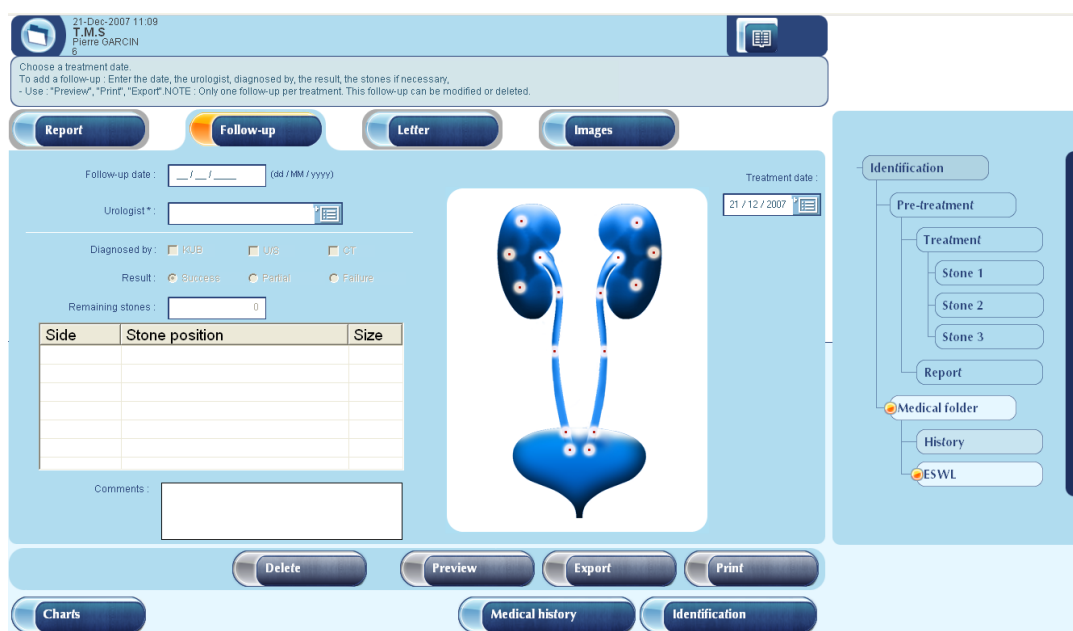 21-Dec-2007 11:09
T.M.S
Pierre GARCIN
6
Choose a treatment date.
To add a follow-up : Enter the date, the urologist, diagnosed by, the result, the stones if necessary,
- Use : "Preview", "Print", "Export".NOTE : Only one follow-up per treatment. This follow-up can be modified or deleted.
Report
Follow-up
Letter
Images
Follow-up date : __ / __ / ____ (dd / MM / yyyy)
Urologist * :
Diagnosed by : KUB U/S CT
Result : Success Partial Failure
Remaining stones : 0
Side Stone position Size
Comments :
Treatment date :
21 / 12 / 2007
Delete
Preview
Export
Print
Charts
Medical history
Identification
Identification
Pre-treatment
Treatment
Stone 1
Stone 2
Stone 3
Report
Medical folder
History
ESWL